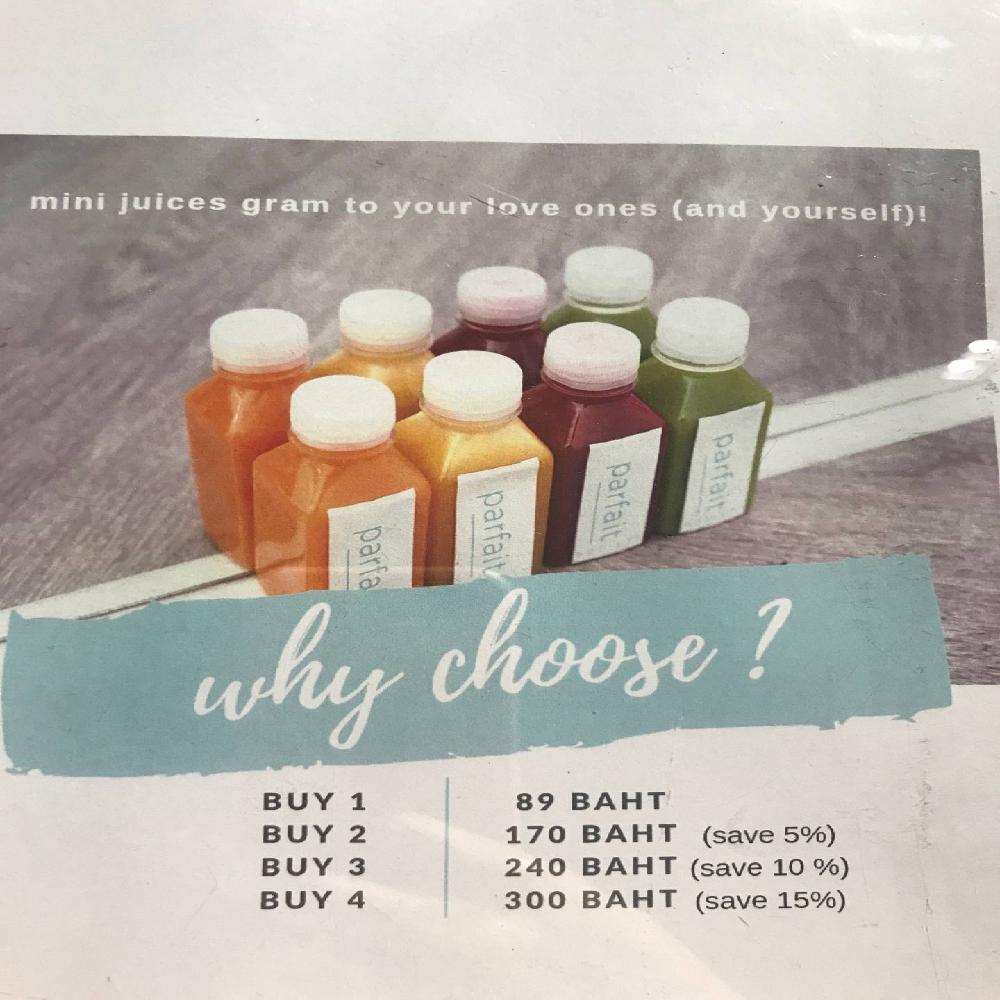 mini juices gram to your love ones (and yourself)!
parfait
parfait
parfait
why choose ?
BUY 1 89 BAHT
BUY 2 170 BAHT (save 5%)
BUY 3 240 BAHT (save 10 %)
BUY 4 300 BAHT (save 15%)